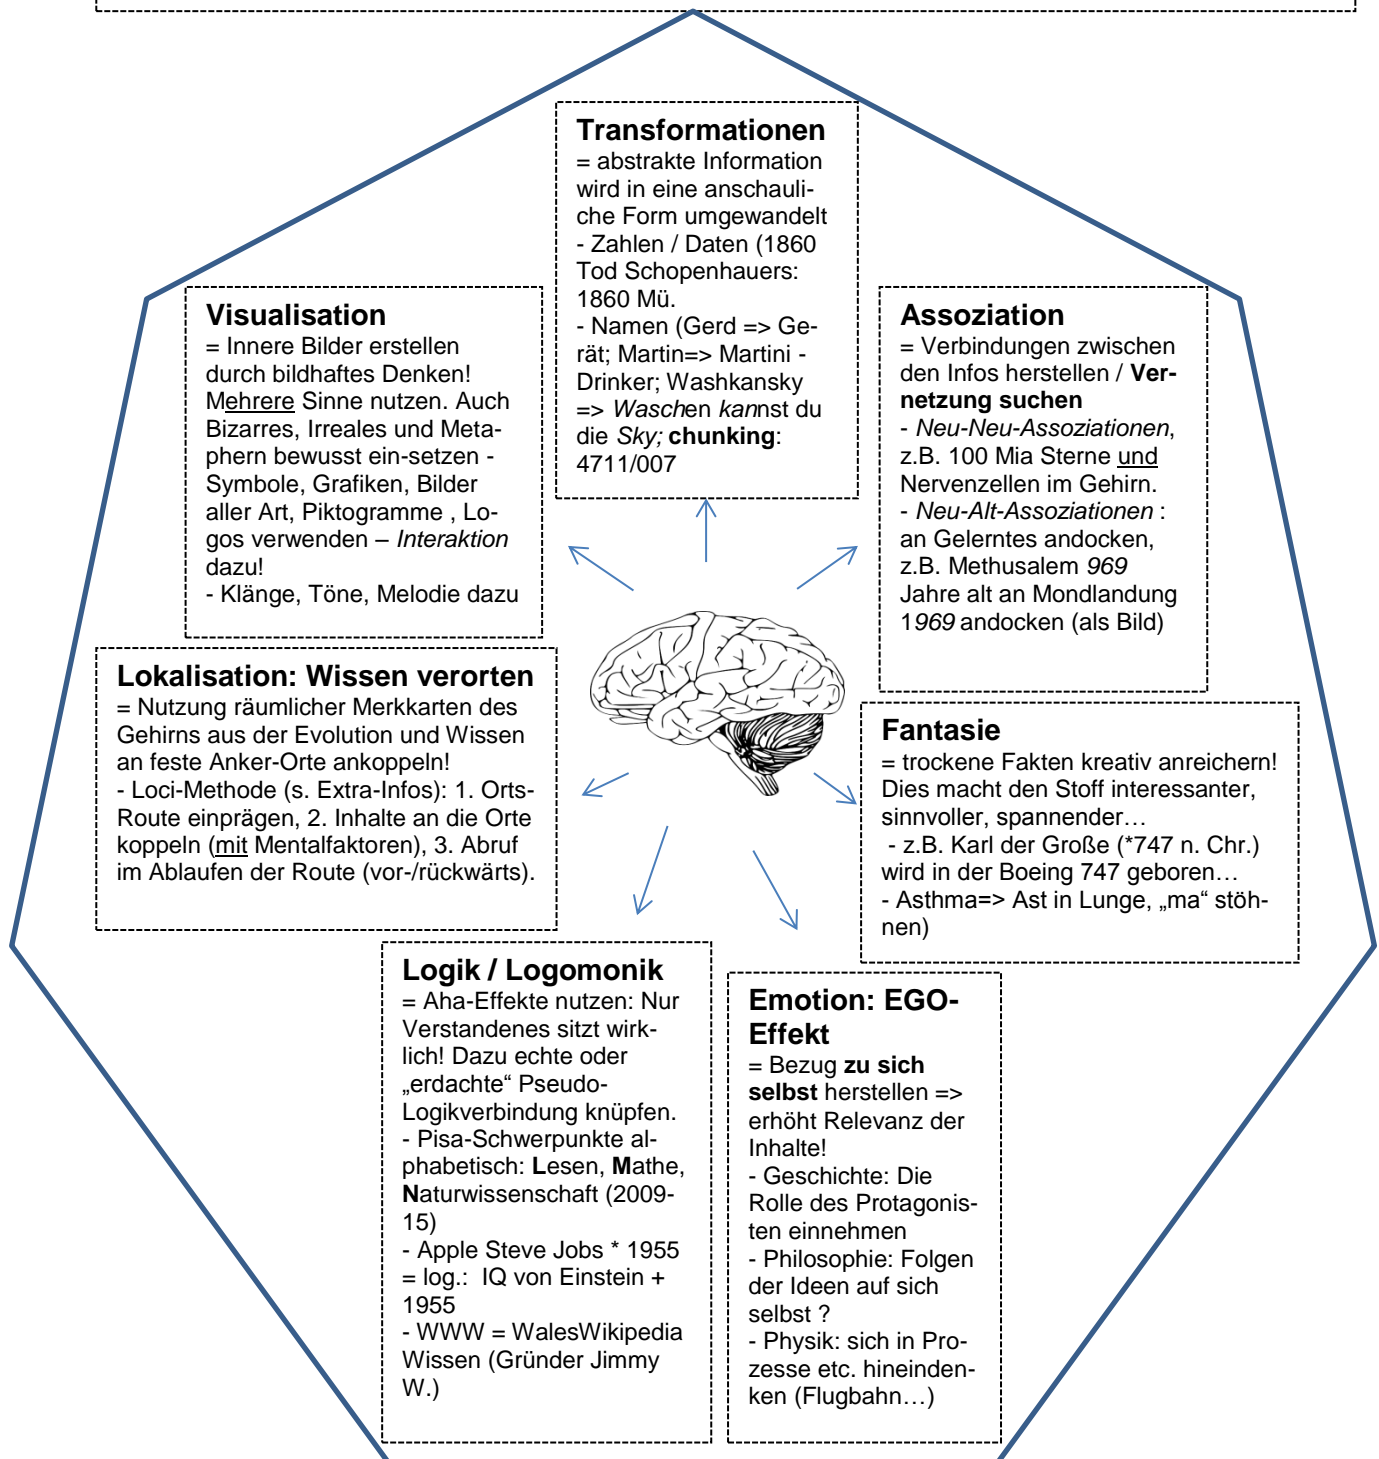 Transformationen
= abstrakte Information
wird in eine anschauli-
che Form umgewandelt
- Zahlen / Daten (1860
Tod Schopenhauers:
1860 Mü.
- Namen (Gerd => Ge-
rät; Martin=> Martini -
Drinker; Washkansky
=> Waschen kannst du
die Sky; chunking:
4711/007
Visualisation
= Innere Bilder erstellen
durch bildhaftes Denken!
Mehrere Sinne nutzen. Auch
Bizarres, Irreales und Meta-
phern bewusst ein-setzen -
Symbole, Grafiken, Bilder
aller Art, Piktogramme , Lo-
gos verwenden – Interaktion
dazu!
- Klänge, Töne, Melodie dazu
Assoziation
= Verbindungen zwischen
den Infos herstellen / Ver-
netzung suchen
- Neu-Neu-Assoziationen,
z.B. 100 Mia Sterne und
Nervenzellen im Gehirn.
- Neu-Alt-Assoziationen :
an Gelerntes andocken,
z.B. Methusalem 969
Jahre alt an Mondlandung
1969 andocken (als Bild)
Lokalisation: Wissen verorten
= Nutzung räumlicher Merkkarten des
Gehirns aus der Evolution und Wissen
an feste Anker-Orte ankoppeln!
- Loci-Methode (s. Extra-Infos): 1. Orts-
Route einprägen, 2. Inhalte an die Orte
koppeln (mit Mentalfaktoren), 3. Abruf
im Ablaufen der Route (vor-/rückwärts).
Fantasie
= trockene Fakten kreativ anreichern!
Dies macht den Stoff interessanter,
sinnvoller, spannender…
- z.B. Karl der Große (*747 n. Chr.)
wird in der Boeing 747 geboren…
- Asthma=> Ast in Lunge, „ma“ stöh-
nen)
Logik / Logomonik
= Aha-Effekte nutzen: Nur
Verstandenes sitzt wirk-
lich! Dazu echte oder
„erdachte“ Pseudo-
Logikverbindung knüpfen.
- Pisa-Schwerpunkte al-
phabetisch: Lesen, Mathe,
Naturwissenschaft (2009-
15)
- Apple Steve Jobs * 1955
= log.: IQ von Einstein +
1955
- WWW = WalesWikipedia
Wissen (Gründer Jimmy
W.)
Emotion: EGO-
Effekt
= Bezug zu sich
selbst herstellen =>
erhöht Relevanz der
Inhalte!
- Geschichte: Die
Rolle des Protagonis-
ten einnehmen
- Philosophie: Folgen
der Ideen auf sich
selbst ?
- Physik: sich in Pro-
zesse etc. hineinden-
ken (Flugbahn…)